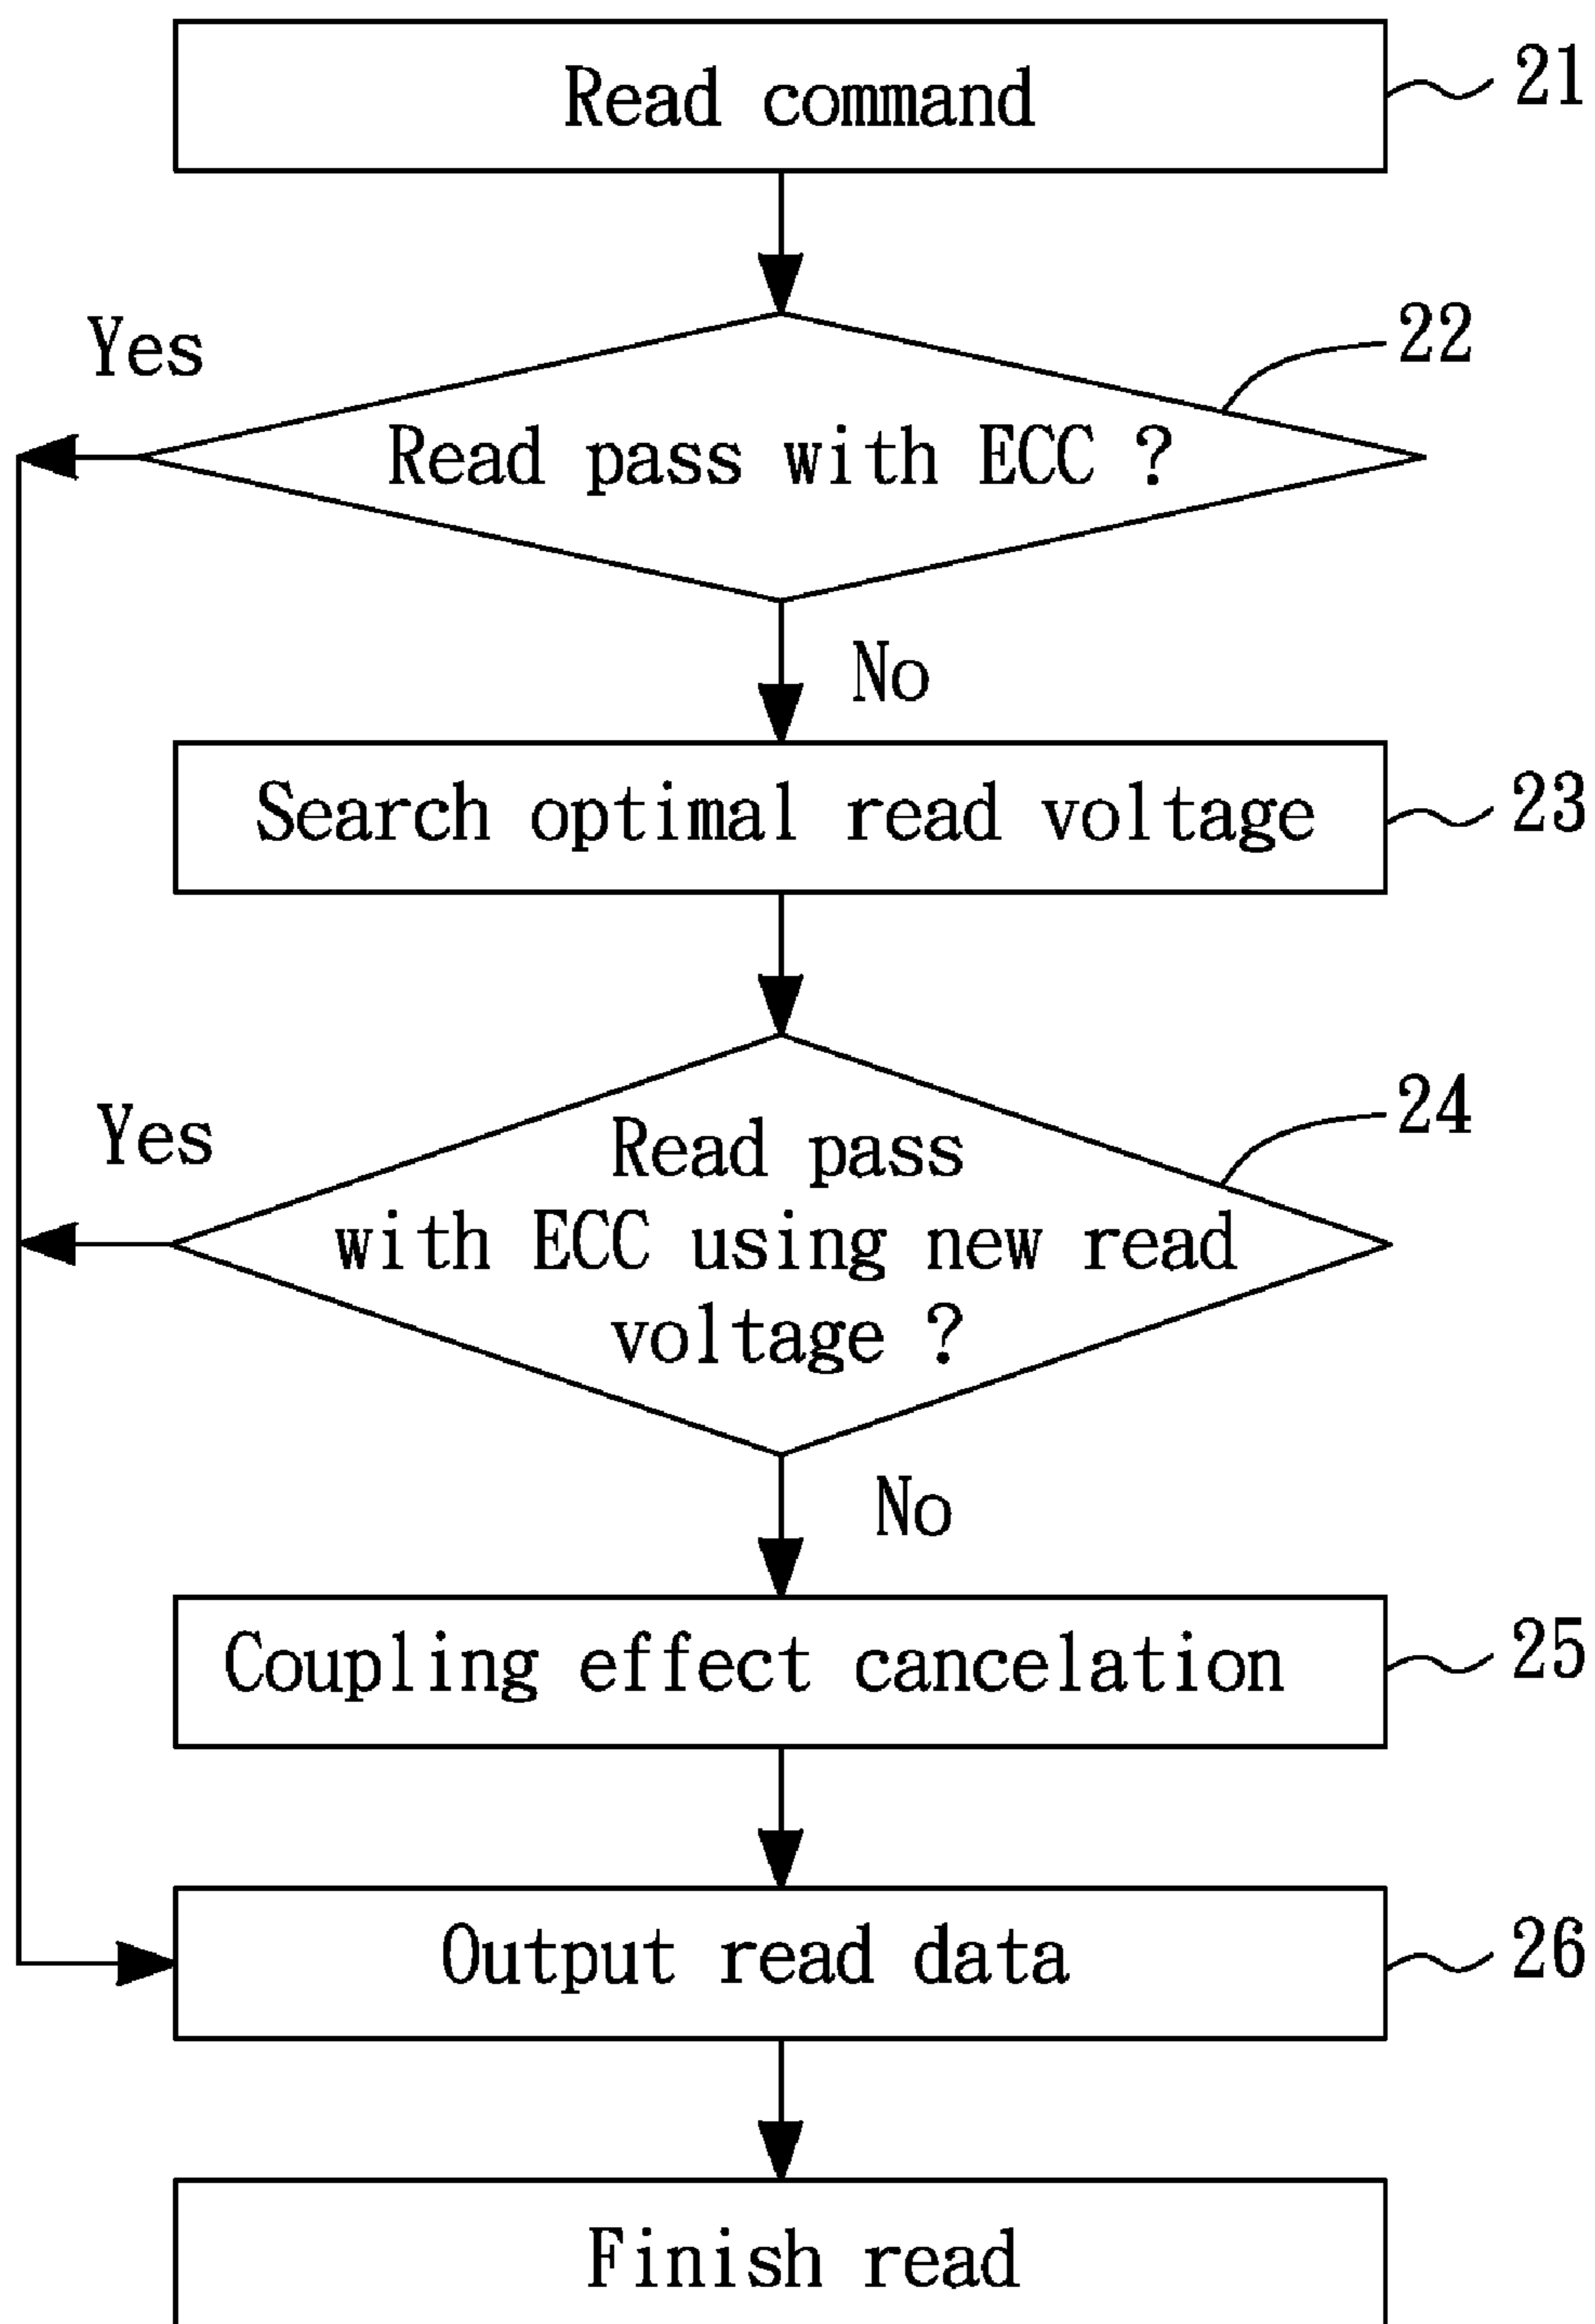 Read command
21
Yes
22
Read pass with ECC ?
No
Search optimal read voltage
23
Yes
24
Read pass
with ECC using new read
voltage ?
No
Coupling effect cancelation
25
Output read data
26
Finish read